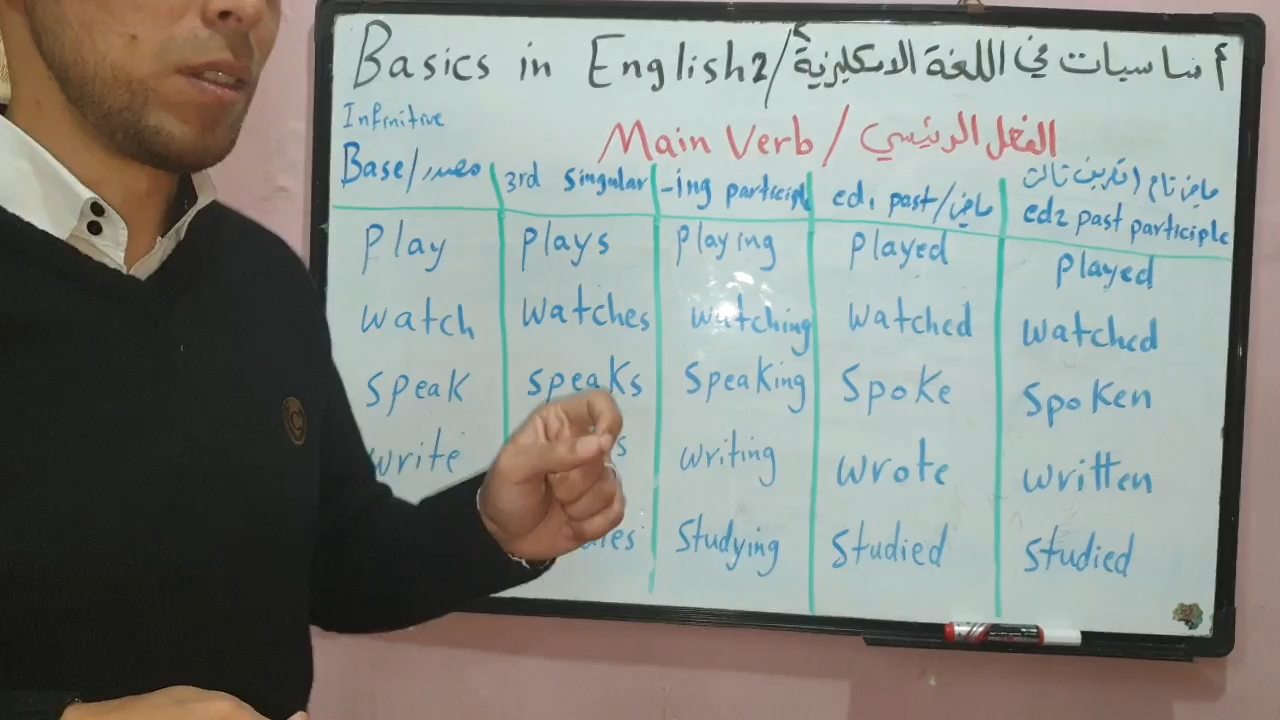 Basics in English2/أساسيات في اللغة الانكليزية
Infinitive
Main Verb / الفعل الرئيسي
Base/مصدر 3rd singular -ing participle ed1 past/ماضي ماضي تام (تصريف ثالث ed2 past participle
Play plays playing played played
watch watches watching watched watched
speak speaks speaking spoke spoken
write writing wrote written
studying studied studied